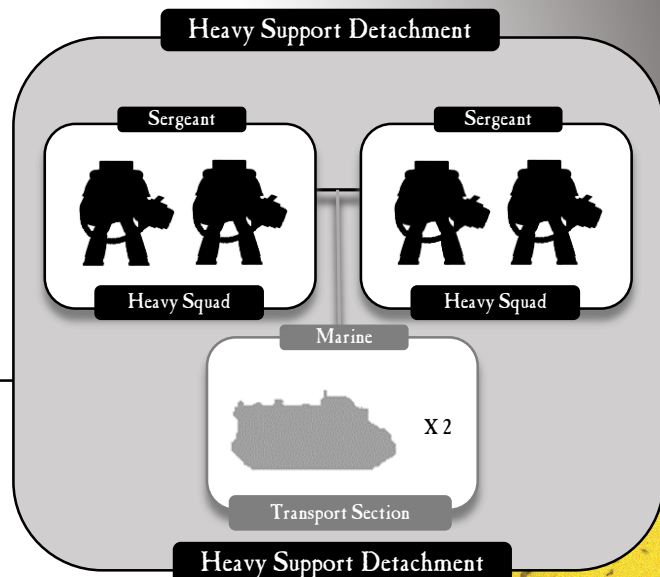 Heavy Support Detachment
Sergeant
Sergeant
Heavy Squad
Heavy Squad
Marine
X 2
Transport Section
Heavy Support Detachment